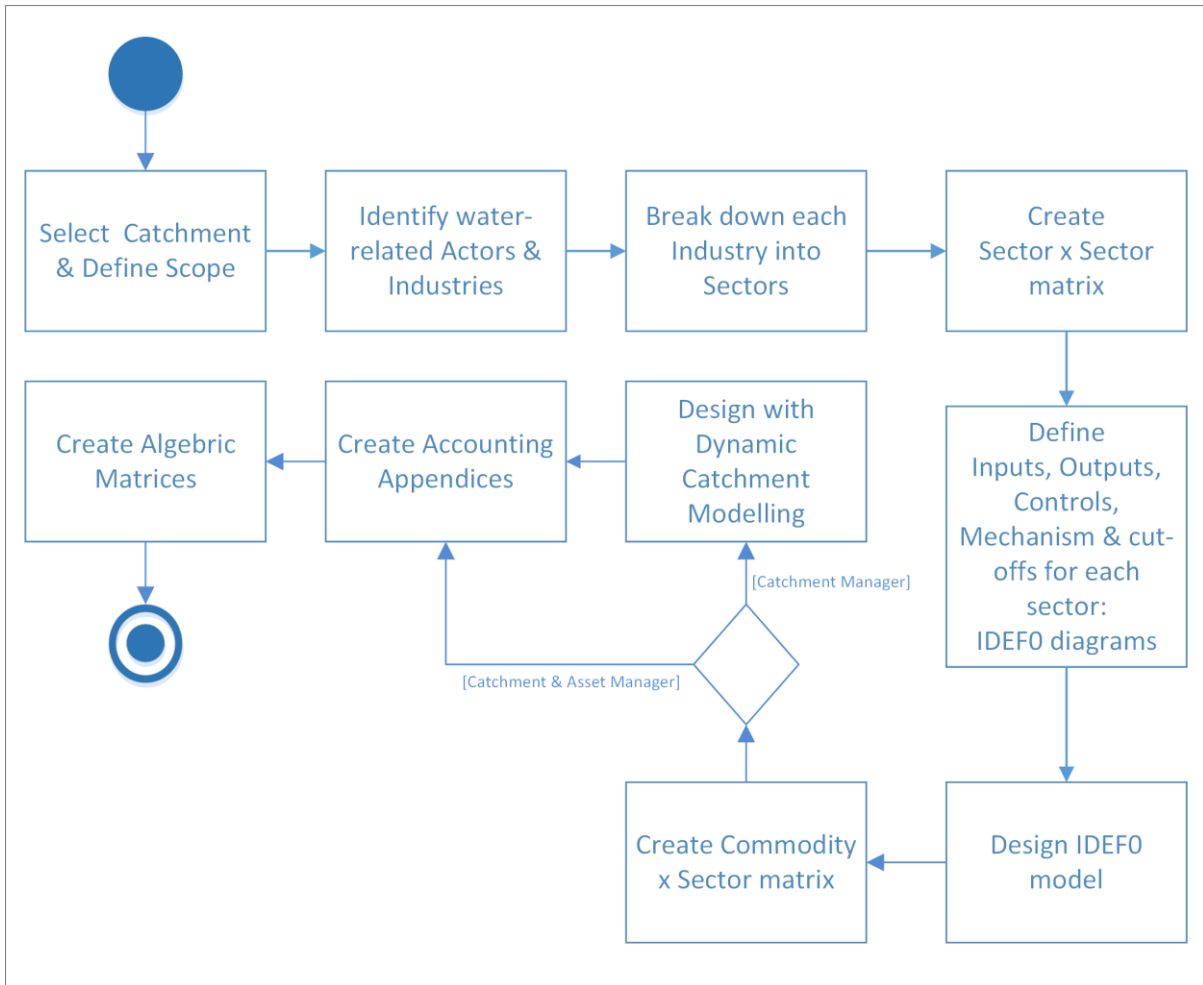 Select  Catchment
& Define Scope
Identify water-
related Actors &
Industries
Break down each
Industry into
Sectors
Create
Sector x Sector
matrix
Create Algebric
Matrices
Create Accounting
Appendices
Design with
Dynamic
Catchment
Modelling
Define
Inputs, Outputs,
Controls,
Mechanism & cut-
offs for each
sector:
IDEF0 diagrams
[Catchment Manager]
[Catchment & Asset Manager]
Create Commodity
x Sector matrix
Design IDEF0
model